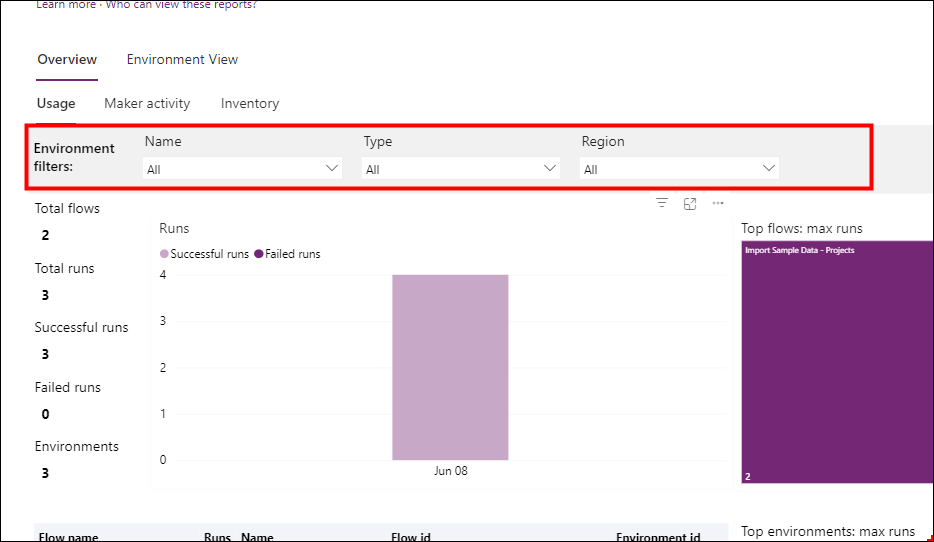 Learn more · Who can view these reports?
Overview Environment View
Usage Maker activity Inventory
Environment filters:
Name
All
Type
All
Region
All
Total flows
2
Total runs
3
Successful runs
3
Failed runs
0
Environments
3
Runs
Successful runs Failed runs
4
3
2
1
0
Jun 08
Top flows: max runs
Import Sample Data - Projects
2
Flow name Runs Name Flow id Environment id
Top environments: max runs